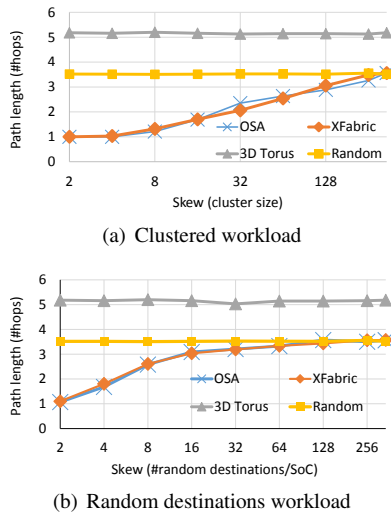 6
5
4
3
2
1
0
Path length (#hops)
OSA
XFabric
3D Torus
Random
2
8
32
128
Skew (cluster size)
(a) Clustered workload
6
5
4
3
2
1
0
Path length (#hops)
OSA
XFabric
3D Torus
Random
2
4
8
16
32
64
128
256
Skew (#random destinations/SoC)
(b) Random destinations workload